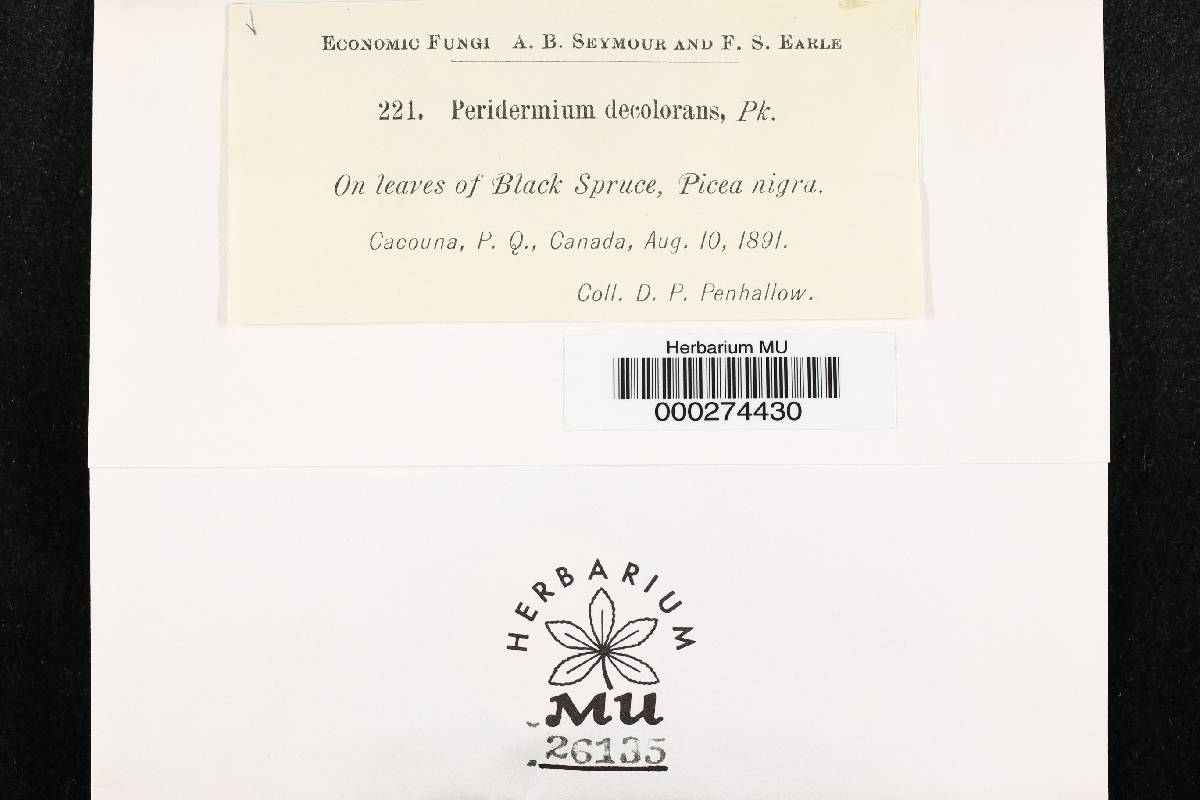 ECONOMIC FUNGI A. B. SEYMOUR AND F. S. EARLE
221. Peridermium decolorans, Pk.
On leaves of Black Spruce, Picea nigra.
Cacouna, P. Q., Canada, Aug. 10, 1891.
Coll. D. P. Penhallow.
Herbarium MU
000274430
HERBARIUM
MU
26135